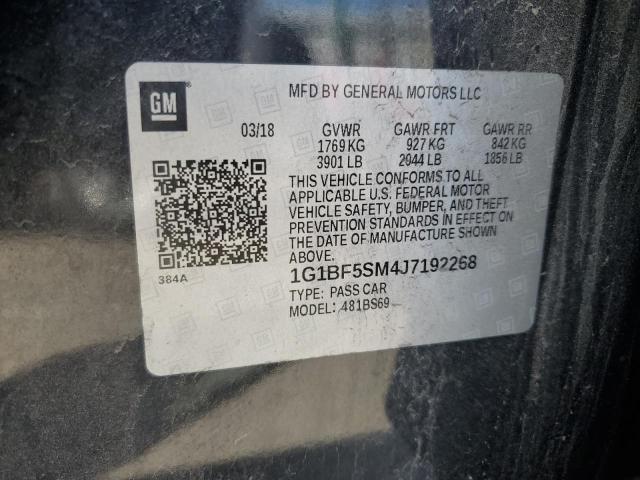 GM
MFD BY GENERAL MOTORS LLC
03/18 GVWR GAWR FRT GAWR RR
1769 KG 927 KG 842 KG
3901 LB 2044 LB 1856 LB
THIS VEHICLE CONFORMS TO ALL
APPLICABLE U.S. FEDERAL MOTOR
VEHICLE SAFETY, BUMPER, AND THEFT
PREVENTION STANDARDS IN EFFECT ON
THE DATE OF MANUFACTURE SHOWN
ABOVE.
384A
1G1BF5SM4J7192268
TYPE: PASS CAR
MODEL: 481BS69